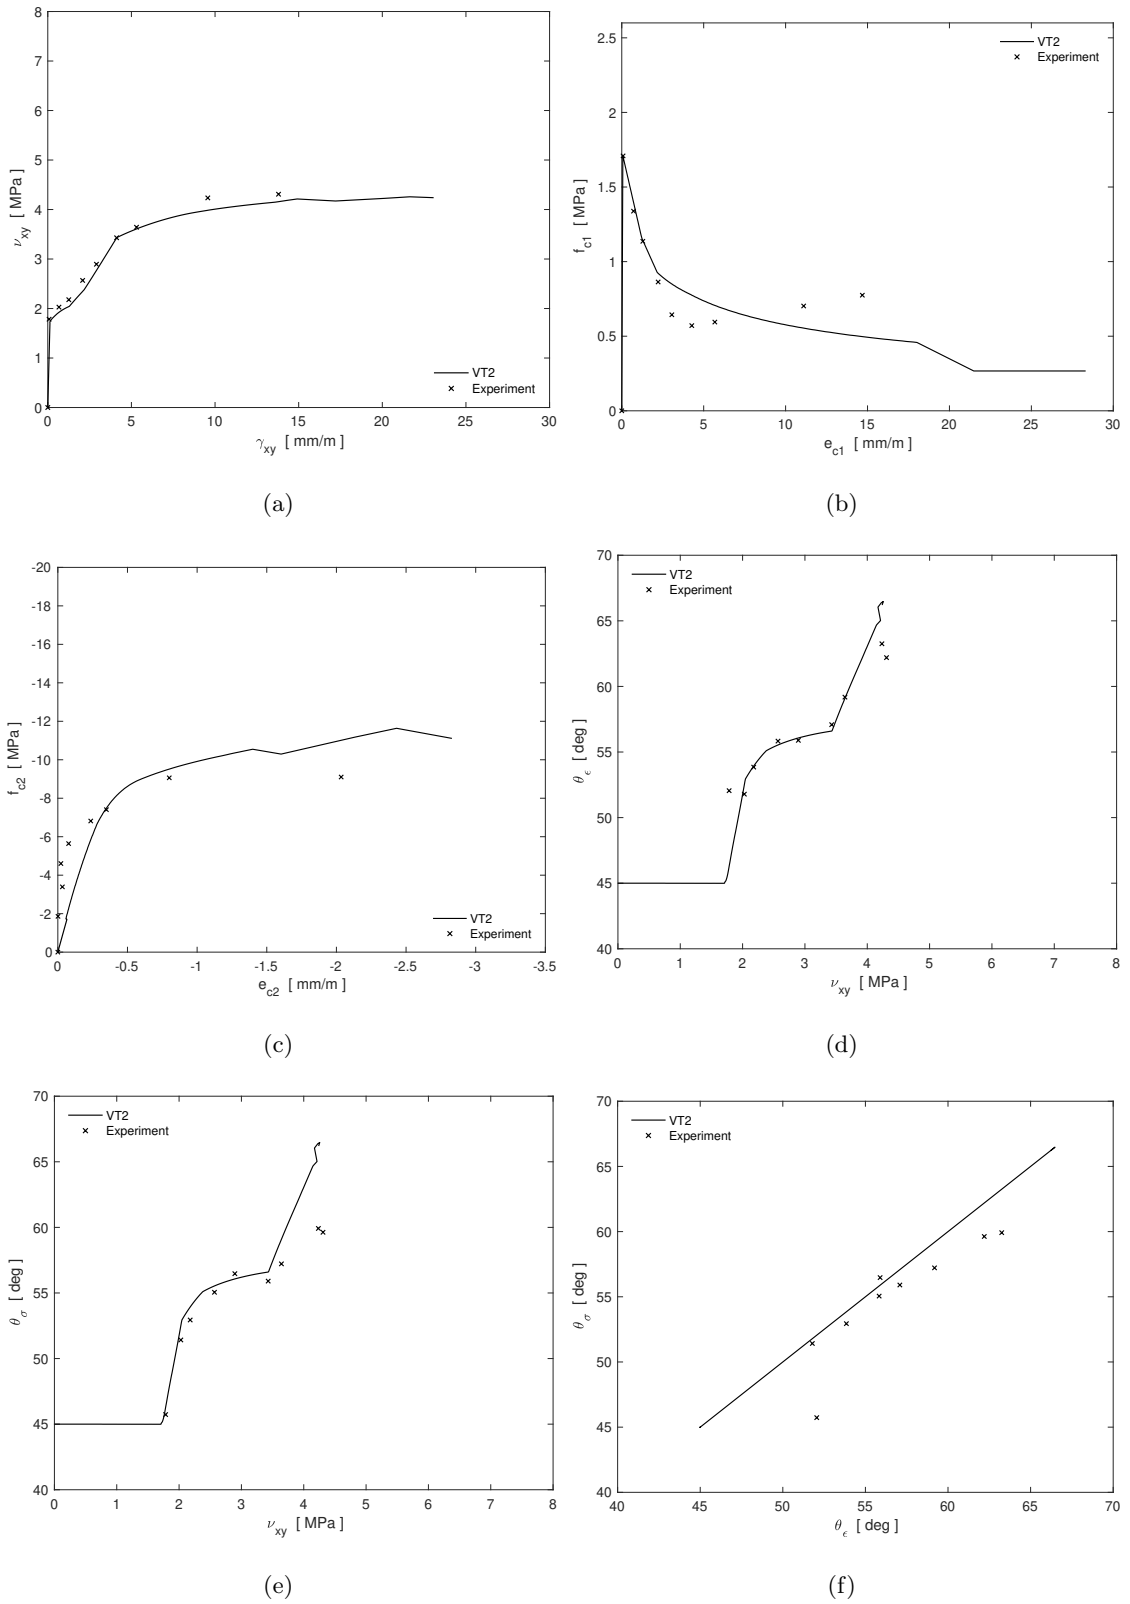 8
7
6
5
4
3
2
1
0
ν_xy [ MPa]
VT2
Experiment
0 5 10 15 20 25 30
γ_xy [ mm/m ]
(a)
2.5
2
1.5
1
0.5
0
f_c1 [ MPa]
VT2
Experiment
0 5 10 15 20 25 30
e_c1 [ mm/m ]
(b)
-20
-18
-16
-14
-12
-10
-8
-6
-4
-2
0
f_c2 [ MPa ]
VT2
Experiment
0 -0.5 -1 -1.5 -2 -2.5 -3 -3.5
e_c2 [ mm/m ]
(c)
70
65
60
55
50
45
40
θ_ϵ [ deg ]
VT2
Experiment
0 1 2 3 4 5 6 7 8
ν_xy [ MPa ]
(d)
70
65
60
55
50
45
40
θ_σ [ deg ]
VT2
Experiment
0 1 2 3 4 5 6 7 8
ν_xy [ MPa ]
(e)
70
65
60
55
50
45
40
θ_σ [ deg ]
VT2
Experiment
40 45 50 55 60 65 70
θ_ϵ [ deg ]
(f)